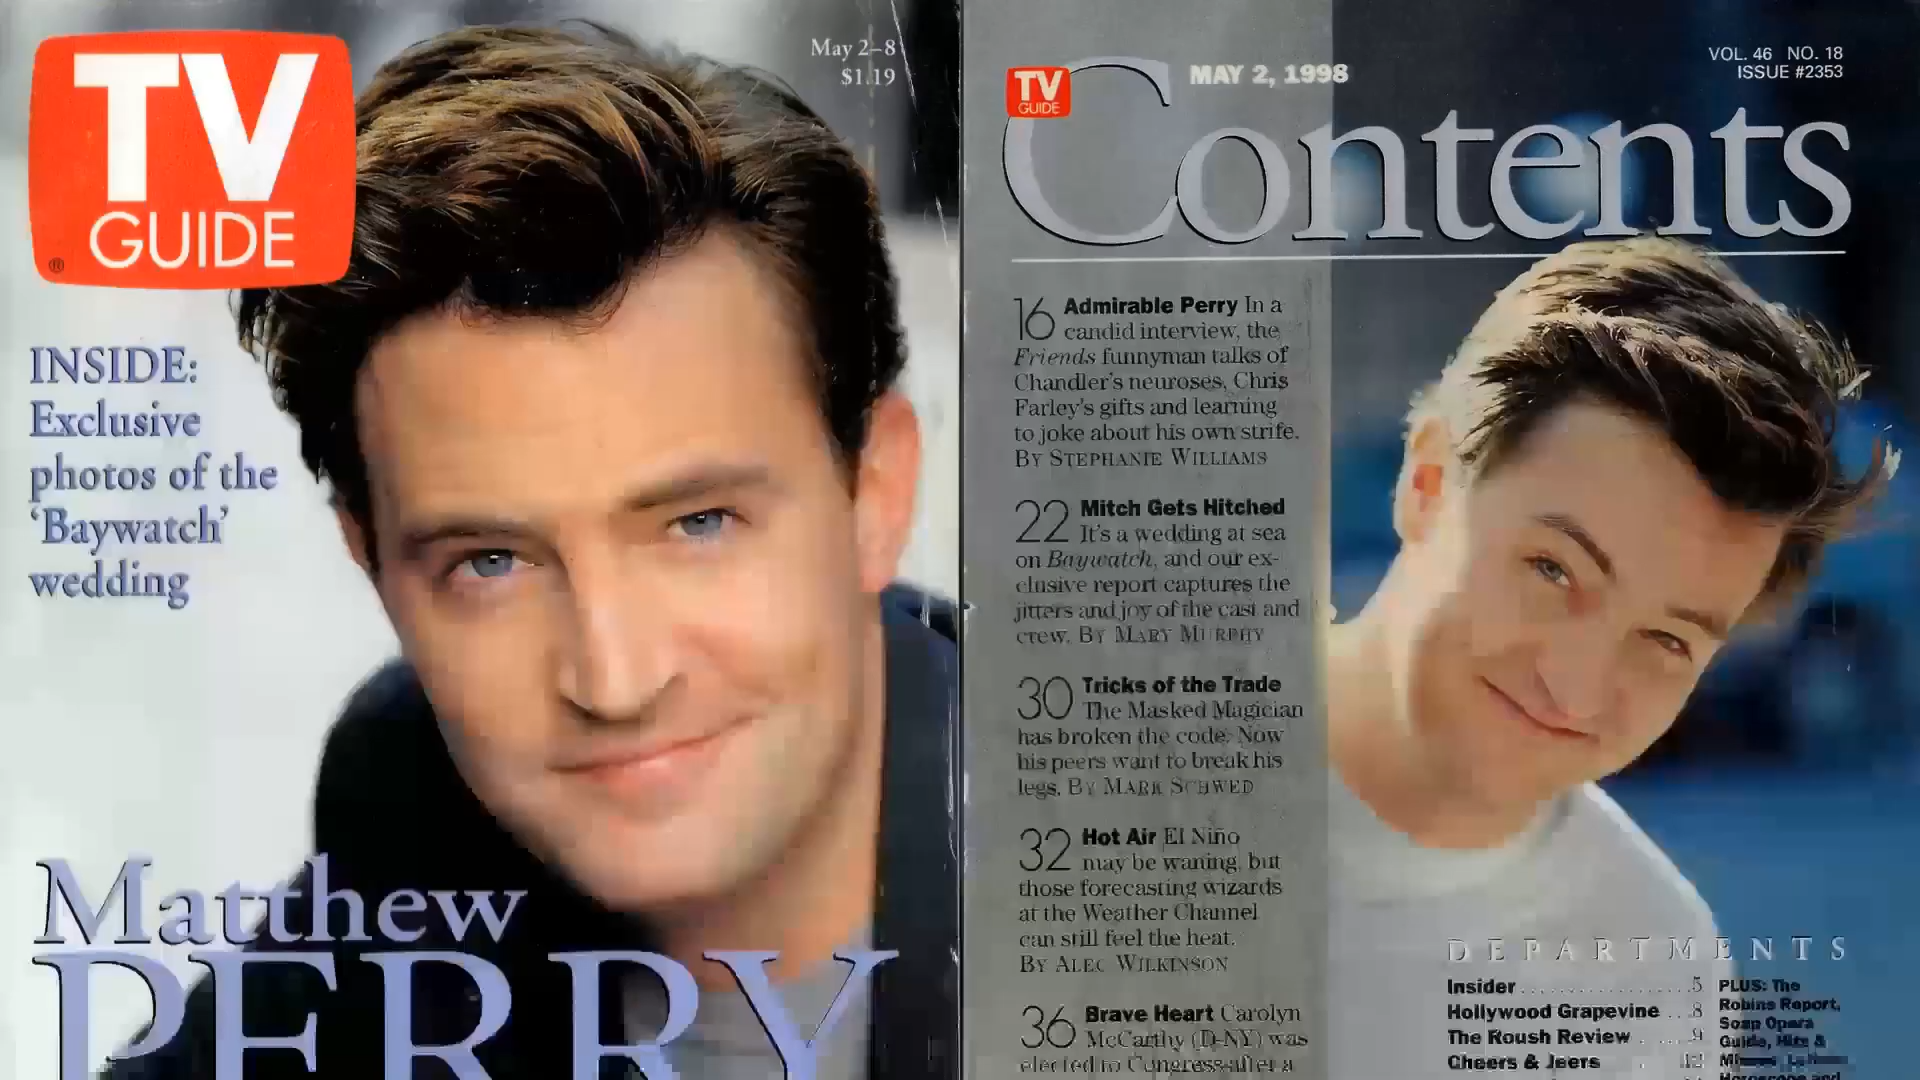 TV
GUIDE
®
May 2–8
$1.19
INSIDE:
Exclusive
photos of the
‘Baywatch’
wedding
Matthew
PERRY
TV
GUIDE
MAY 2, 1998
VOL. 46 NO. 18
ISSUE #2353
Contents
16 Admirable Perry In a
candid interview, the
Friends funnyman talks of
Chandler's neuroses, Chris
Farley's gifts and learning
to joke about his own strife.
BY STEPHANIE WILLIAMS
22 Mitch Gets Hitched
It's a wedding at sea
on Baywatch, and our ex-
clusive report captures the
jitters and joy of the cast and
crew. BY MARY MURPHY
30 Tricks of the Trade
The Masked Magician
has broken the code. Now
his peers want to break his
legs. BY MARK SCHWED
32 Hot Air El Niño
may be waning, but
those forecasting wizards
at the Weather Channel
can still feel the heat.
BY ALEC WILKINSON
36 Brave Heart Carolyn
McCarthy (D-NY) was
elected to Congress after a
DEPARTMENTS
Insider ................. 5
Hollywood Grapevine ... 8
The Roush Review ..... 9
Cheers & Jeers
PLUS: The
Robins Report,
Soap Opera
Guide, Hits &
Horoscope and